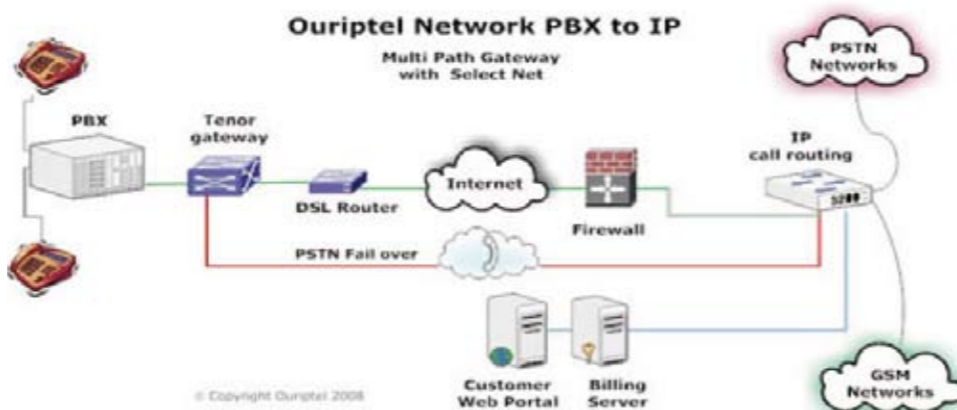 Ouriptel Network PBX to IP
Multi Path Gateway
with Select Net
PSTN
Networks
PBX
Tenor
gateway
IP
call routing
Internet
DSL Router
Firewall
PSTN Fail over
Customer
Web Portal
Billing
Server
GSM
Networks
© Copyright Ouriptel 2008